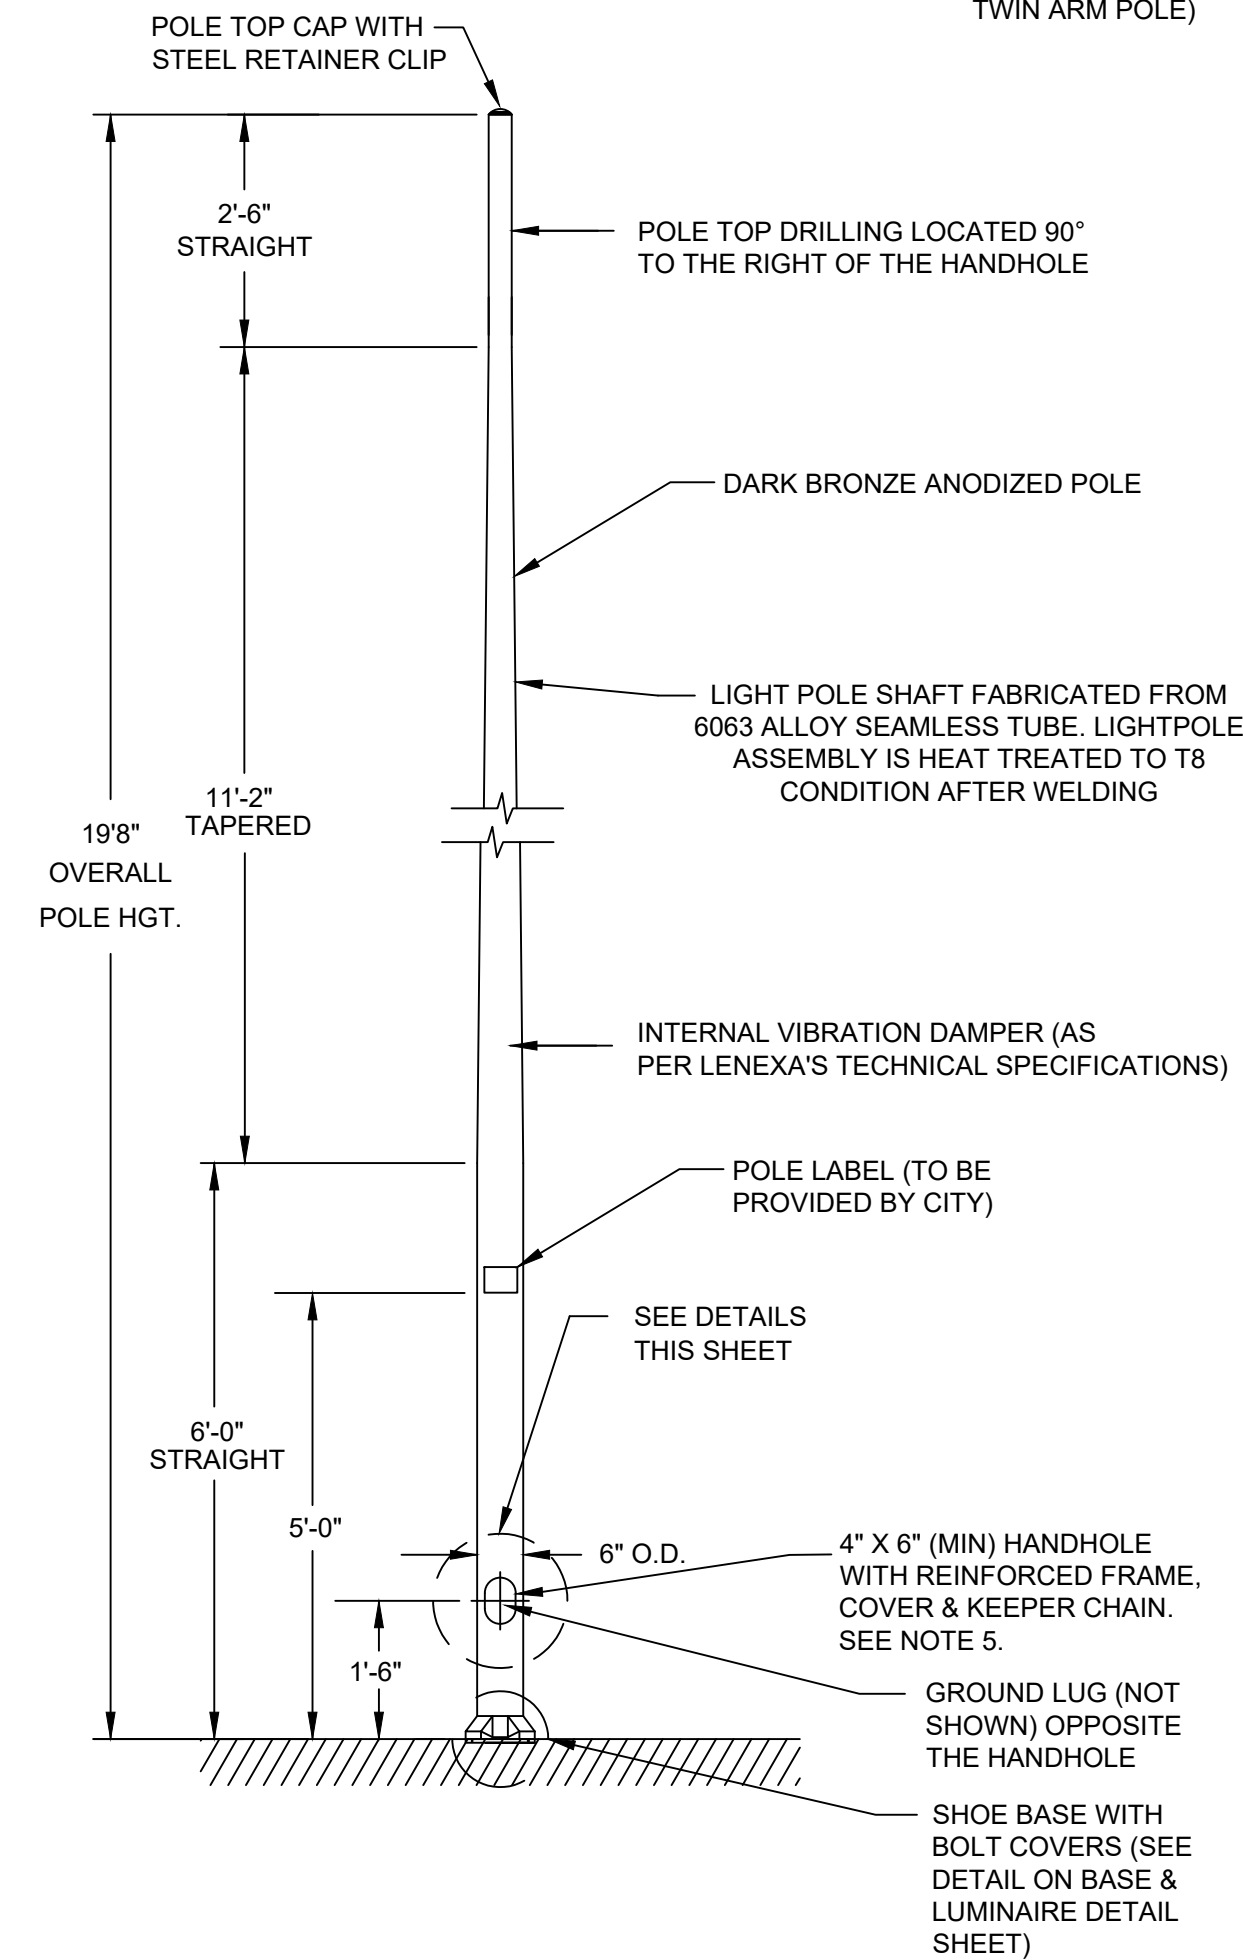 TWIN ARM POLE)
POLE TOP CAP WITH
STEEL RETAINER CLIP
2'-6"
STRAIGHT
POLE TOP DRILLING LOCATED 90°
TO THE RIGHT OF THE HANDHOLE
DARK BRONZE ANODIZED POLE
LIGHT POLE SHAFT FABRICATED FROM
6063 ALLOY SEAMLESS TUBE. LIGHTPOLE
ASSEMBLY IS HEAT TREATED TO T8
CONDITION AFTER WELDING
11'-2"
TAPERED
19'8"
OVERALL
POLE HGT.
INTERNAL VIBRATION DAMPER (AS
PER LENEXA'S TECHNICAL SPECIFICATIONS)
POLE LABEL (TO BE
PROVIDED BY CITY)
SEE DETAILS
THIS SHEET
6'-0"
STRAIGHT
5'-0"
6" O.D.
4" X 6" (MIN) HANDHOLE
WITH REINFORCED FRAME,
COVER & KEEPER CHAIN.
SEE NOTE 5.
1'-6"
GROUND LUG (NOT
SHOWN) OPPOSITE
THE HANDHOLE
SHOE BASE WITH
BOLT COVERS (SEE
DETAIL ON BASE &
LUMINAIRE DETAIL
SHEET)